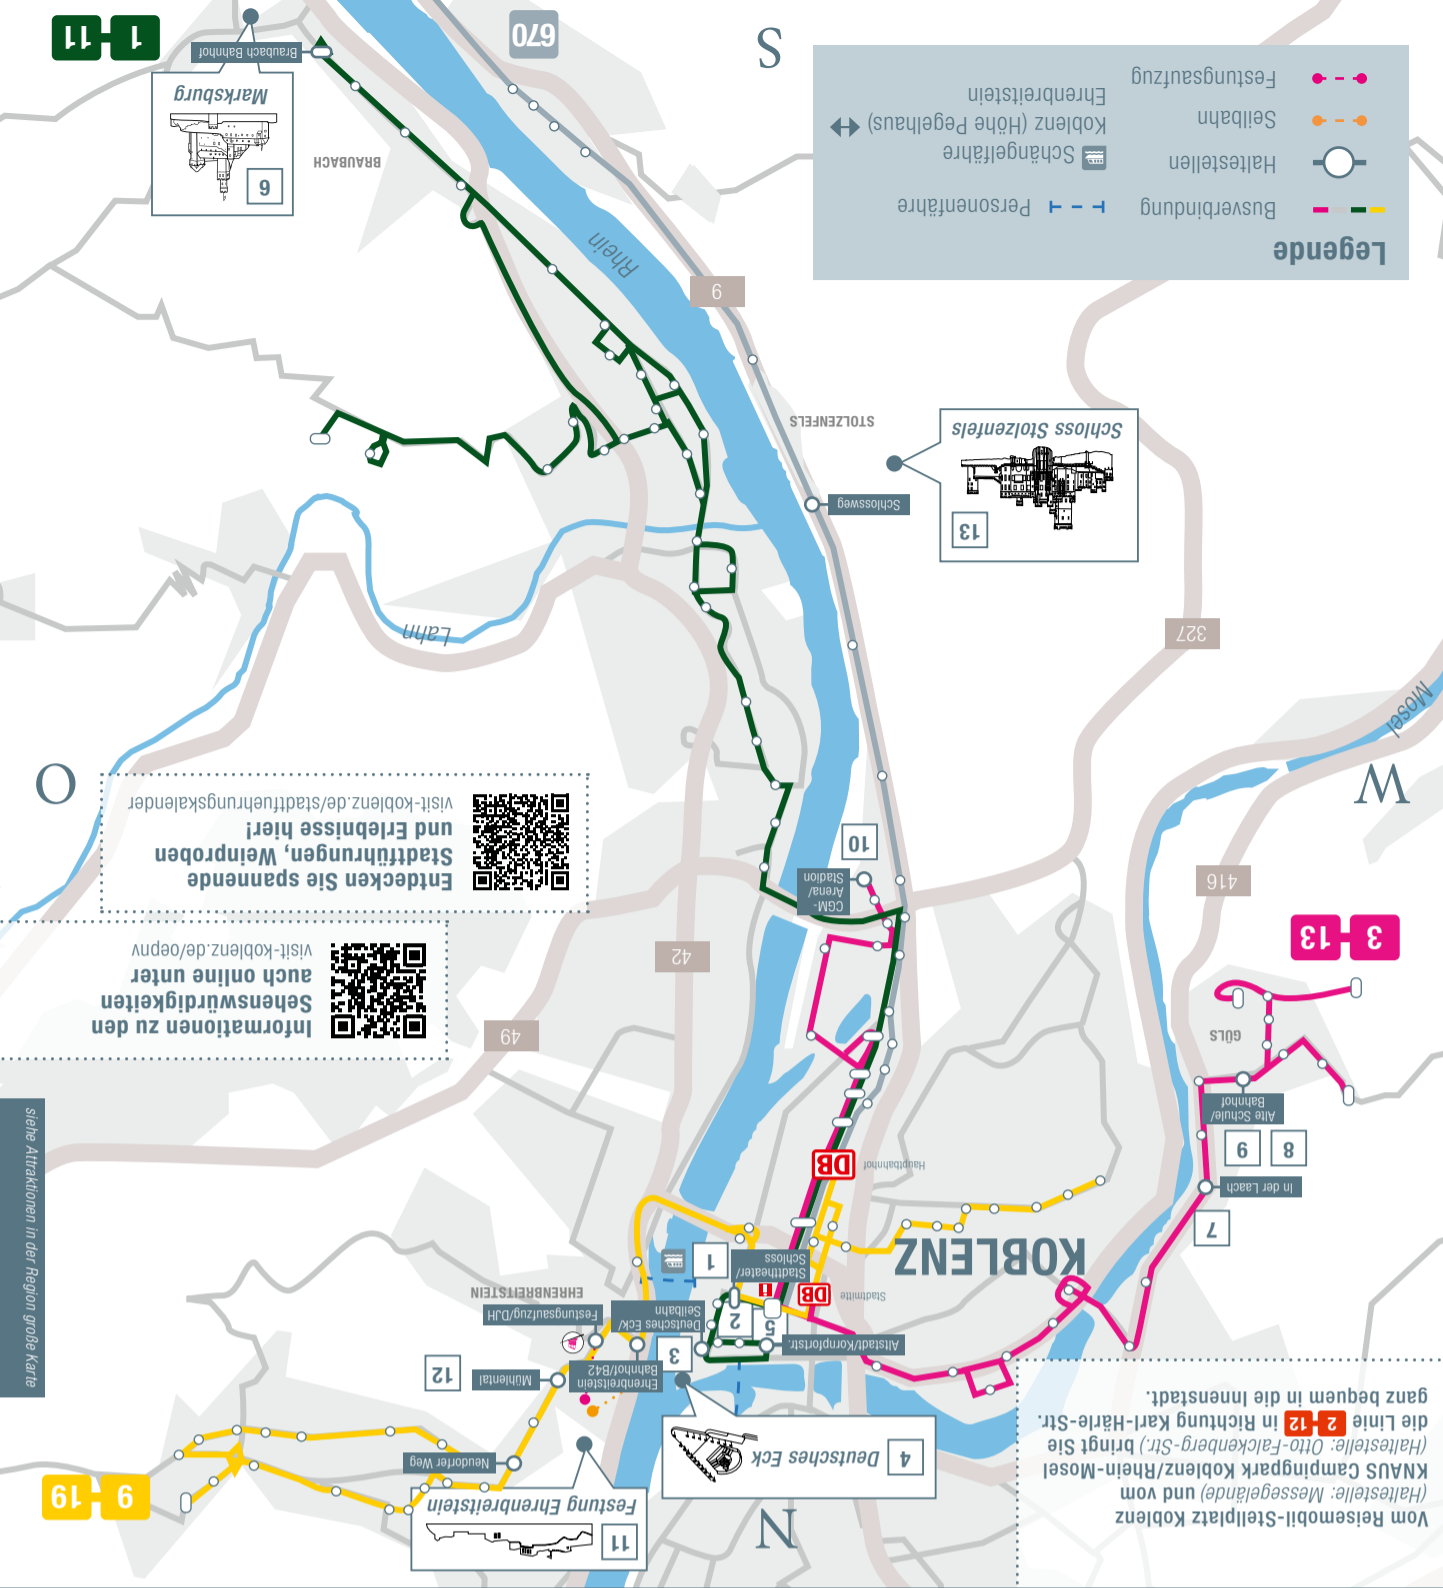 Vom Reisemobil-Stellplatz Koblenz
(Haltestelle: Messegelände) und vom
KNAUS Campingpark Koblenz/Rhein-Mosel
(Haltestelle: Otto-Falckenberg-Str.) bringt Sie
die Linie 2-12 in Richtung Karl-Härle-Str.
ganz bequem in die Innenstadt.
N
11
Festung Ehrenbreitstein
4
Deutsches Eck
9-19
Neudorfer Weg
Mühlental
12
Ehrenbreitstein
Bahnhof/B42
3
Altstadt/Kornpfortstr.
Festungsaufzug/DJH
Deutsches Eck/
Seilbahn
2
5
EHRENBREITSTEIN
Stadtmitte
DB
1
Stadttheater/
Schloss
KOBLENZ
7
In der Laach
Hauptbahnhof
DB
8
9
Alte Schule/
Bahnhof
GÜLS
3-13
siehe Attraktionen in der Region große Karte
49
42
Informationen zu den
Sehenswürdigkeiten
auch online unter
visit-koblenz.de/oepnv
CGM-
Arena/
Stadion
10
416
Entdecken Sie spannende
Stadtführungen, Weinproben
und Erlebnisse hier!
visit-koblenz.de/stadtfuehrungskalender
W
O
Mosel
Lahn
327
Schlossweg
13
Schloss Stolzenfels
STOLZENFELS
9
Rhein
Legende
Busverbindung
Haltestellen
Seilbahn
Festungsaufzug
Personenfähre
Schängelfähre
Koblenz (Höhe Pegelhaus)
Ehrenbreitstein
S
670
6
Marksburg
BRAUBACH
Braubach Bahnhof
1-11